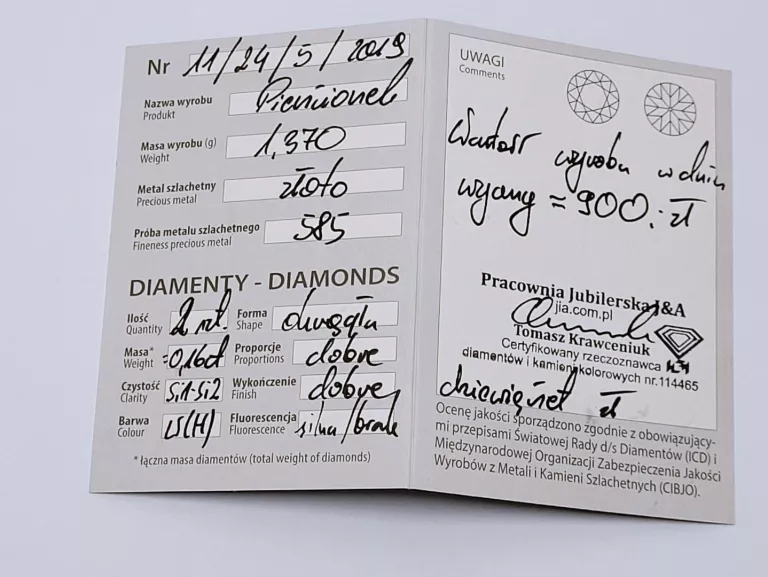 Nr 11/24/5/2019
Nazwa wyrobu
Produkt
Pierścionek
Masa wyrobu (g)
Weight
1,370
Metal szlachetny
Precious metal
złoto
Próba metalu szlachetnego
Fineness precious metal
585
DIAMENTY - DIAMONDS
Ilość
Quantity
2 szt.
Forma
Shape
okrągła
Masa*
Weight
=0,16ct
Proporcje
Proportions
dobre
Czystość
Clarity
Si1-Si2
Wykończenie
Finish
dobre
Barwa
Colour
(H)
Fluorescencja
Fluorescence
silna/brak
* łączna masa diamentów (total weight of diamonds)
UWAGI
Comments
Wartość wyrobu w dniu
wyceny = 900.- zł
Pracownia Jubilerska J&A
jia.com.pl
Tomasz Krawceniuk
Certyfikowany rzeczoznawca
diamentów i kamieni kolorowych nr.114465
dziewięćset zł
Ocenę jakości sporządzono zgodnie z obowiązujący-
mi przepisami Światowej Rady d/s Diamentów (ICD) i
Międzynarodowej Organizacji Zabezpieczenia Jakości
Wyrobów z Metali i Kamieni Szlachetnych (CIBJO).